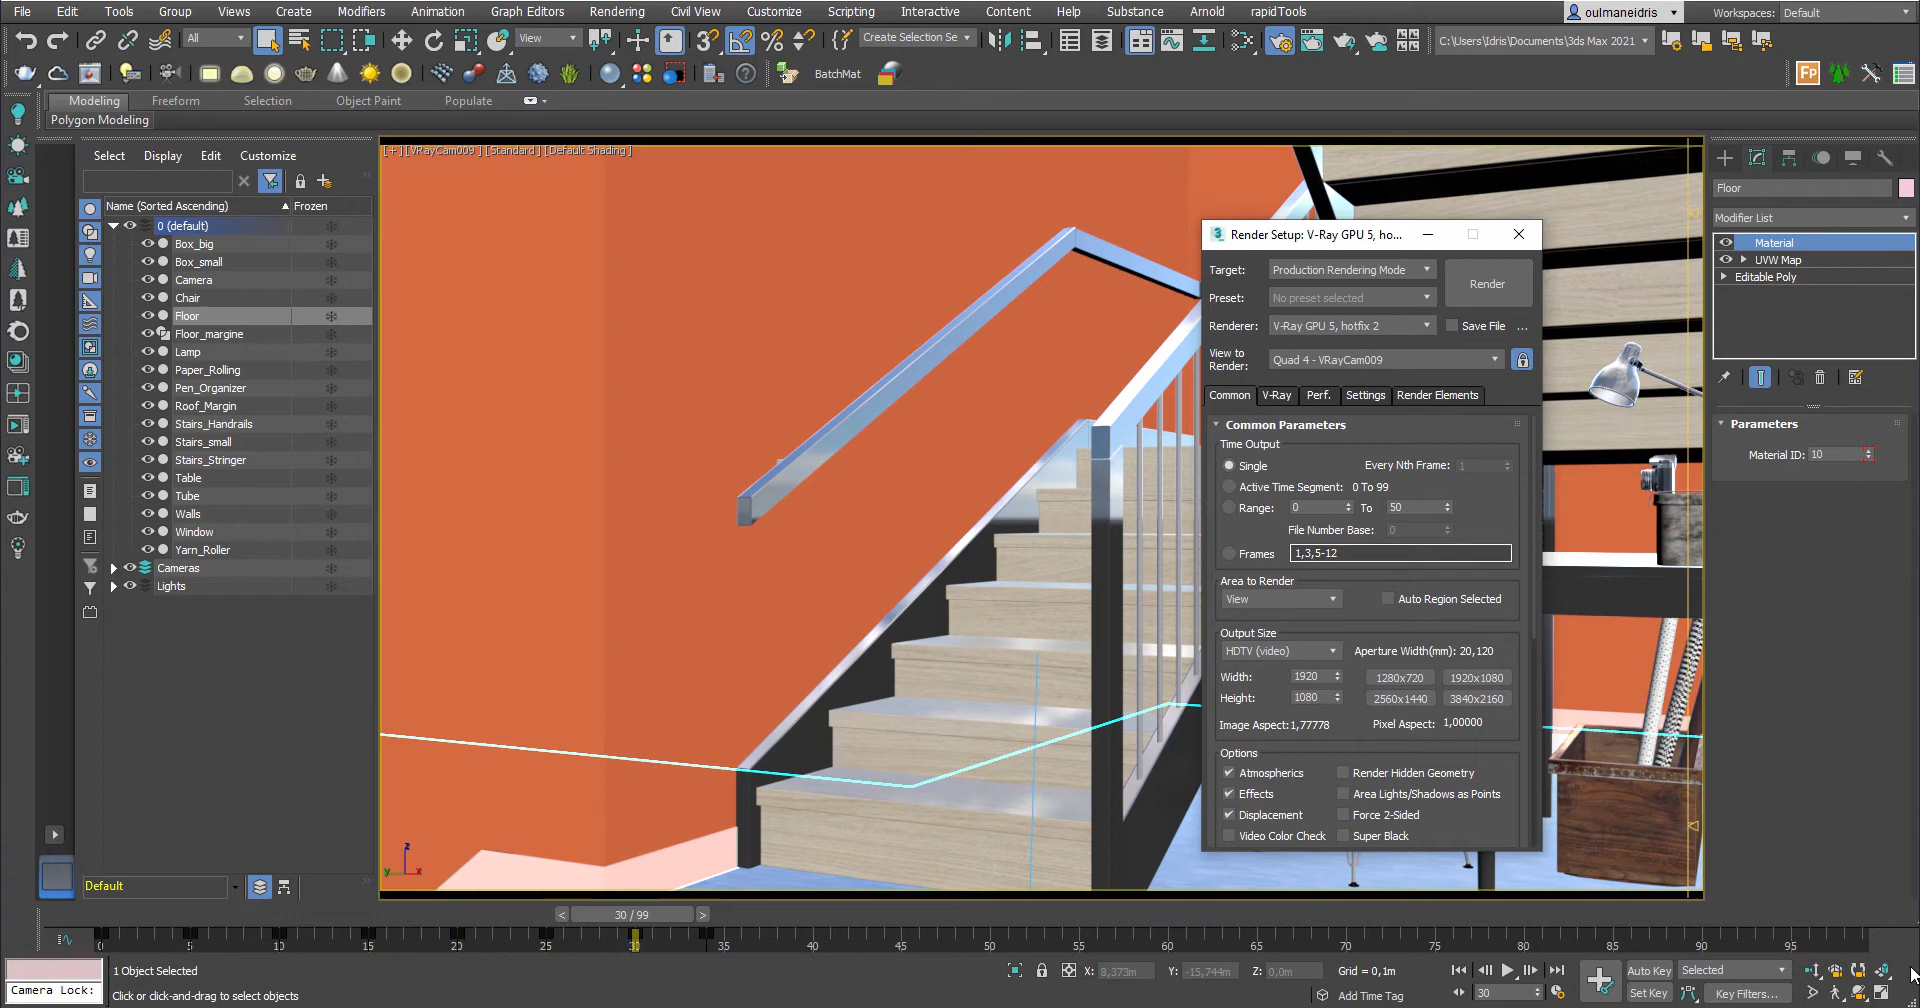 File Edit Tools Group Views Create Modifiers Animation Graph Editors Rendering Civil View Customize Scripting Interactive Content Help Substance Arnold rapidTools
oulmaneidris
Workspaces: Default
All
View
Create Selection Se
C:\Users\Idris\Documents\3ds Max 2021
BatchMat
Fp
Modeling Freeform Selection Object Paint Populate
Polygon Modeling
Select Display Edit Customize
Name (Sorted Ascending) Frozen
0 (default)
Box_big
Box_small
Camera
Chair
Floor
Floor_margine
Lamp
Paper_Rolling
Pen_Organizer
Roof_Margin
Stairs_Handrails
Stairs_small
Stairs_Stringer
Table
Tube
Walls
Window
Yarn_Roller
Cameras
Lights
Default
[+] [VRayCam009 ] [Standard ] [Default Shading ]
z
y x
Render Setup: V-Ray GPU 5, ho...
Target: Production Rendering Mode
Render
Preset: No preset selected
Renderer: V-Ray GPU 5, hotfix 2
Save File ...
View to
Render:
Quad 4 - VRayCam009
Common V-Ray Perf. Settings Render Elements
Common Parameters
Time Output
Single Every Nth Frame: 1
Active Time Segment: 0 To 99
Range: 0 To 50
File Number Base: 0
Frames 1,3,5-12
Area to Render
View Auto Region Selected
Output Size
HDTV (video) Aperture Width(mm): 20,120
Width: 1920 1280x720 1920x1080
Height: 1080 2560x1440 3840x2160
Image Aspect: 1,77778 Pixel Aspect: 1,00000
Options
Atmospherics Render Hidden Geometry
Effects Area Lights/Shadows as Points
Displacement Force 2-Sided
Video Color Check Super Black
Floor
Modifier List
Material
UVW Map
Editable Poly
Parameters
Material ID: 10
< 30 / 99 >
0 5 10 15 20 25 30 35 40 45 50 55 60 65 70 75 80 85 90 95
1 Object Selected
X: 8,373m Y: -15,744m Z: 0,0m Grid = 0,1m
Auto Key Selected
Camera Lock:
Click or click-and-drag to select objects
Add Time Tag
30
Set Key Key Filters...